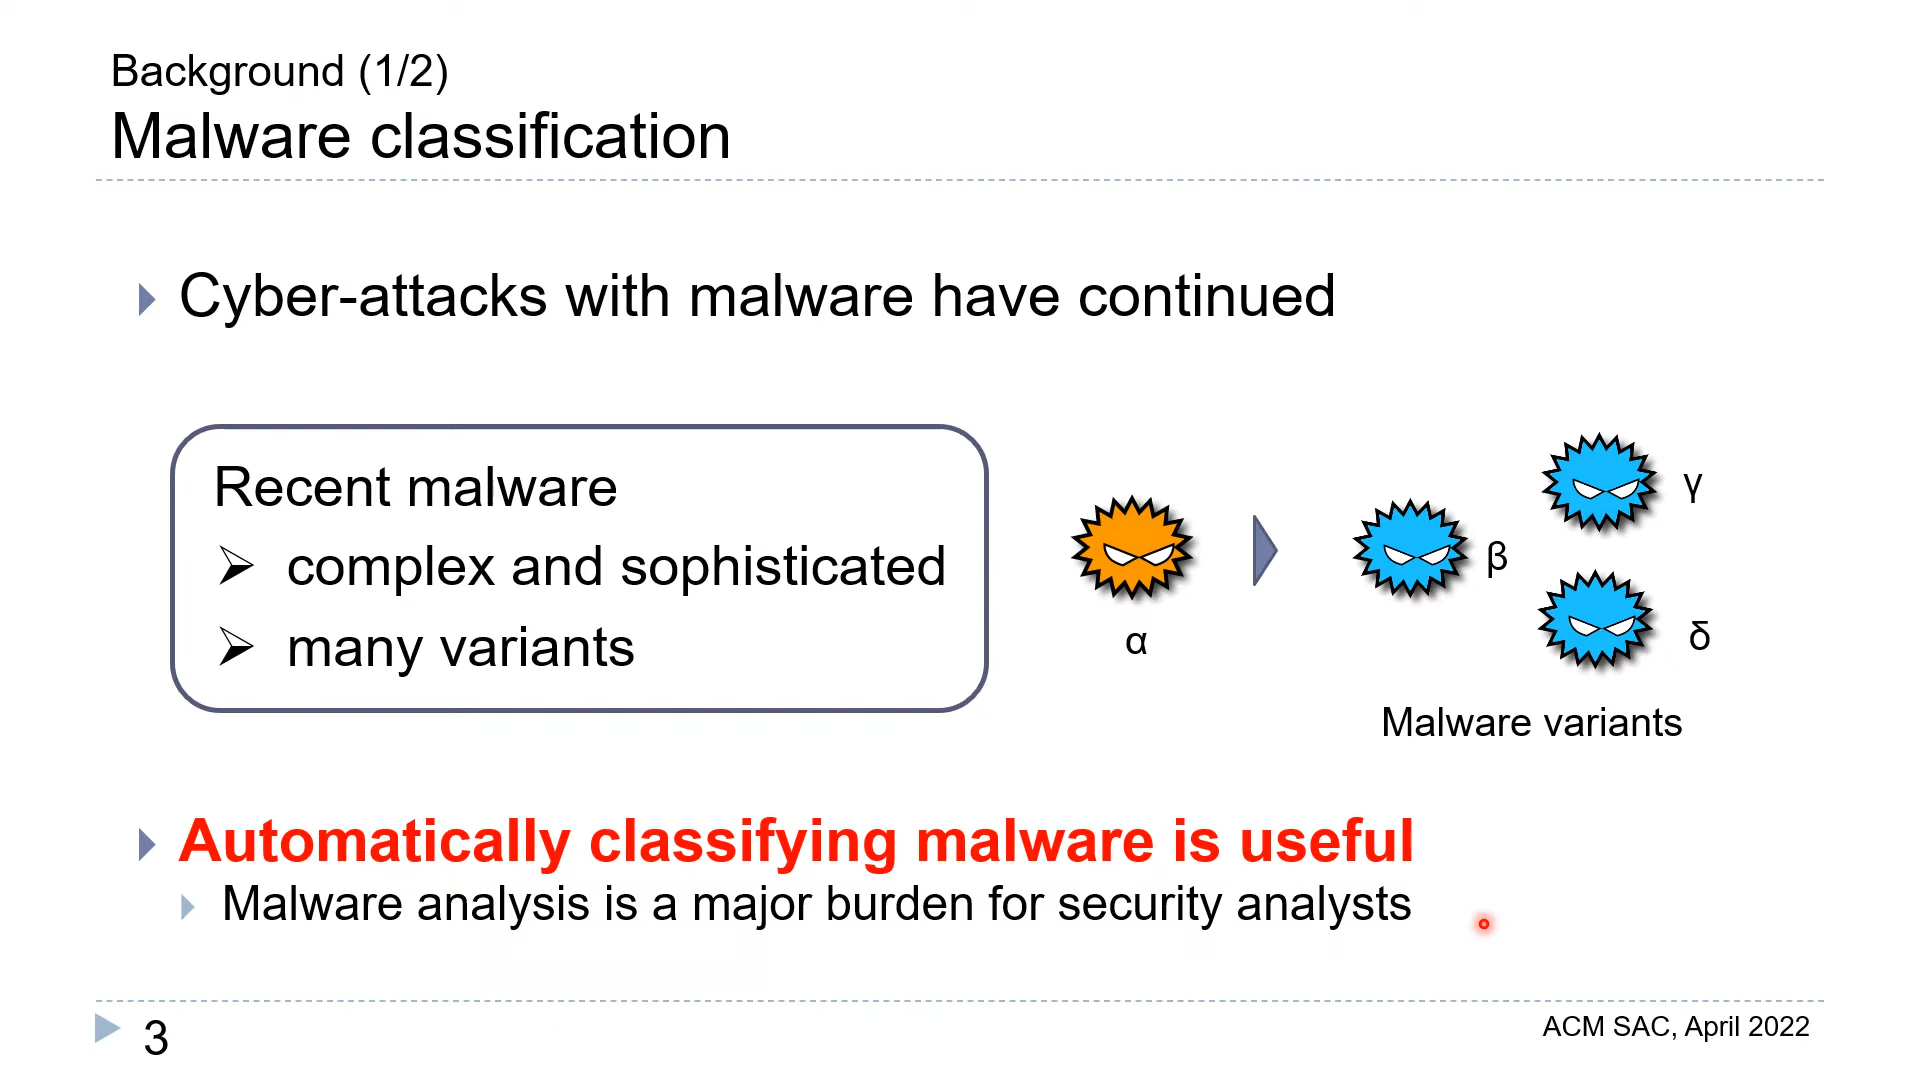 Background (1/2)
Malware classification
Cyber-attacks with malware have continued
Recent malware
complex and sophisticated
many variants
α
β
γ
δ
Malware variants
Automatically classifying malware is useful
Malware analysis is a major burden for security analysts
3
ACM SAC, April 2022